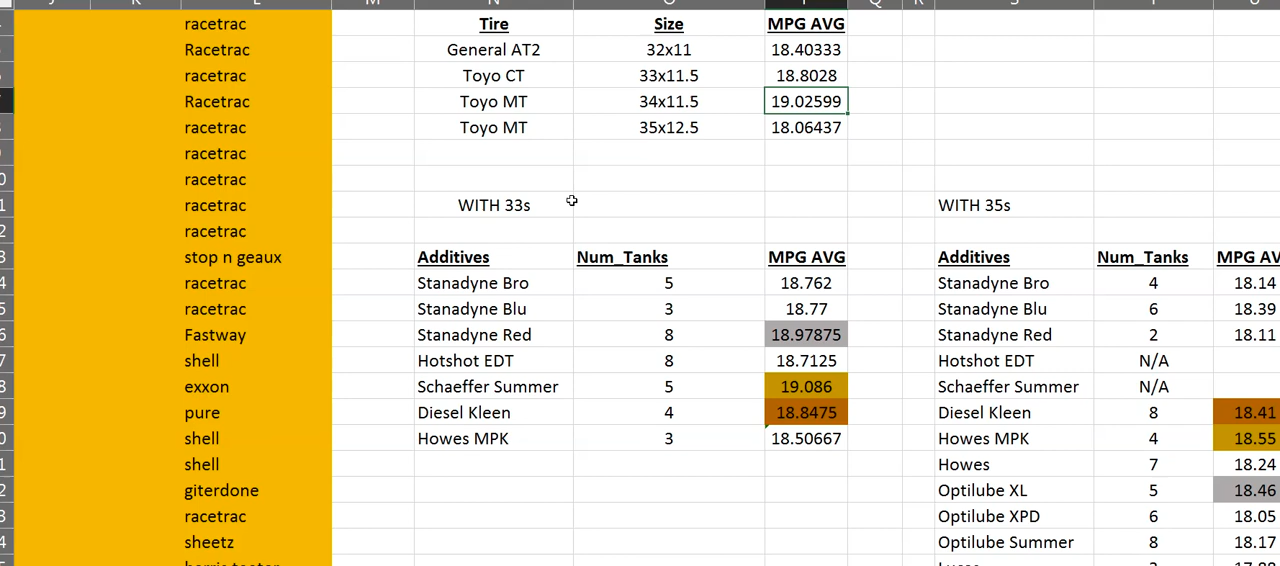 racetrac Tire Size MPG AVG
Racetrac General AT2 32x11 18.40333
racetrac Toyo CT 33x11.5 18.8028
Racetrac Toyo MT 34x11.5 19.02599
racetrac Toyo MT 35x12.5 18.06437
racetrac
racetrac
racetrac WITH 33s WITH 35s
racetrac
stop n geaux Additives Num_Tanks MPG AVG Additives Num_Tanks MPG AV
racetrac Stanadyne Bro 5 18.762 Stanadyne Bro 4 18.14
racetrac Stanadyne Blu 3 18.77 Stanadyne Blu 6 18.39
Fastway Stanadyne Red 8 18.97875 Stanadyne Red 2 18.11
shell Hotshot EDT 8 18.7125 Hotshot EDT N/A
exxon Schaeffer Summer 5 19.086 Schaeffer Summer N/A
pure Diesel Kleen 4 18.8475 Diesel Kleen 8 18.41
shell Howes MPK 3 18.50667 Howes MPK 4 18.55
shell Howes 7 18.24
giterdone Optilube XL 5 18.46
racetrac Optilube XPD 6 18.05
sheetz Optilube Summer 8 18.17